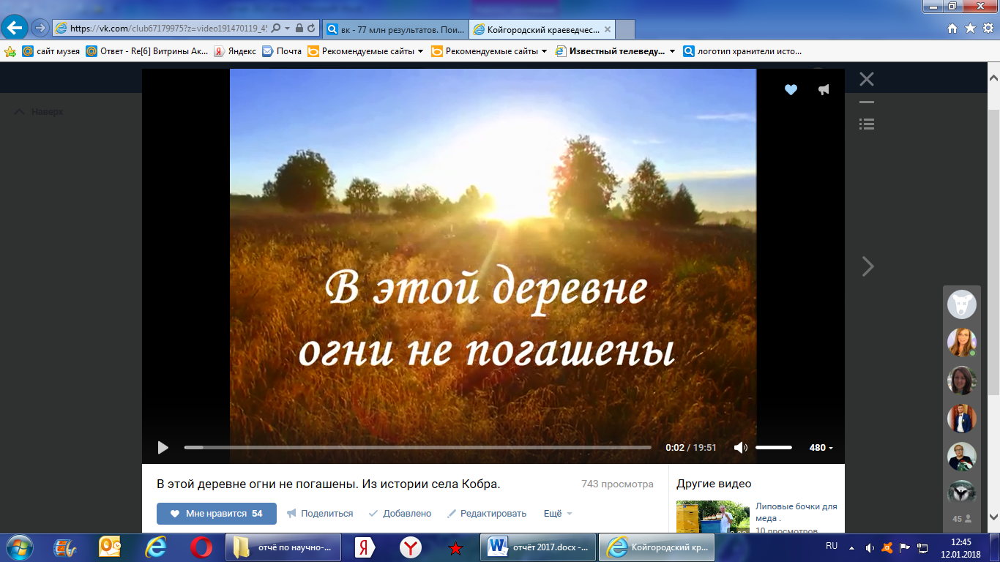 https://vk.com/club67179975?z=video191470119_4
вк - 77 млн результатов. Пои...
Койгородский краеведчес...
сайт музея
Ответ - Re[6] Витрины Ак...
Яндекс
Почта
Рекомендуемые сайты
Рекомендуемые сайты
Известный телеведу...
логотип хранители исто...
Наверх
В этой деревне
огни не погашены
0:02 / 19:51
480
В этой деревне огни не погашены. Из истории села Кобра.
743 просмотра
Мне нравится 54
Поделиться
Добавлено
Редактировать
Ещё
Другие видео
Липовые бочки для
меда .
10 просмотров
45
отчё по научно-...
отчёт 2017.docx -...
Койгородский кр...
RU
12:45
12.01.2018